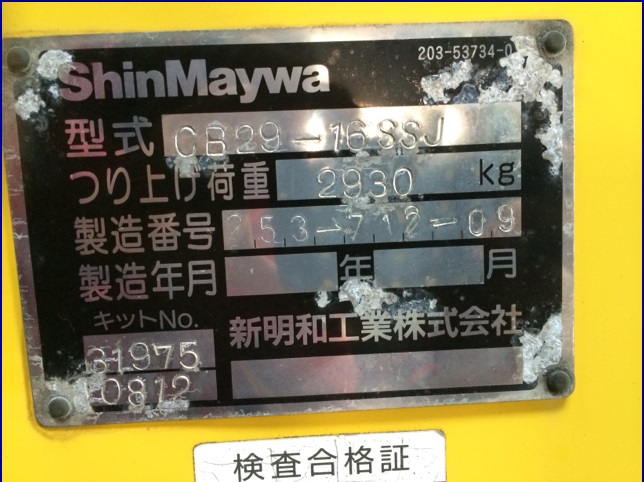 203-53734-0
ShinMaywa
型式 CB29-16SSJ
つり上げ荷重 2930 kg
製造番号 253-712-09
製造年月 年 月
キットNo.
新明和工業株式会社
31975
10812
検査合格証